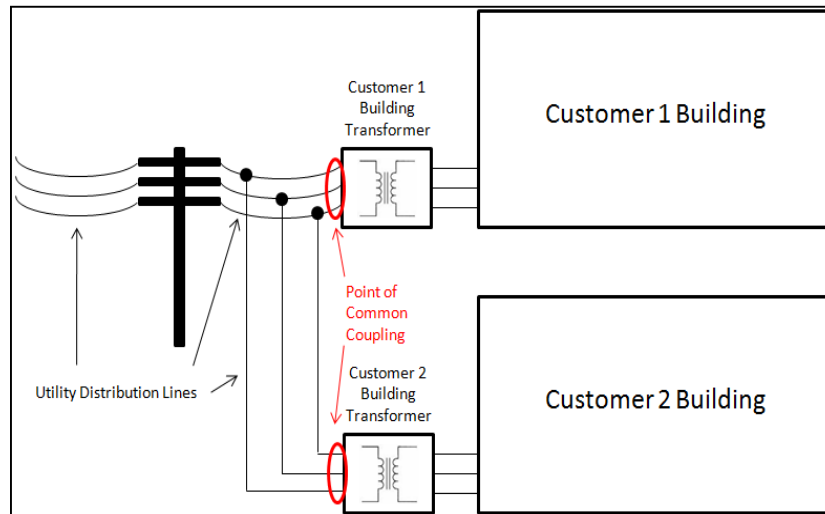 Customer 1
Building
Transformer
Customer 1 Building
Point of
Common
Coupling
Utility Distribution Lines
Customer 2
Building
Transformer
Customer 2 Building